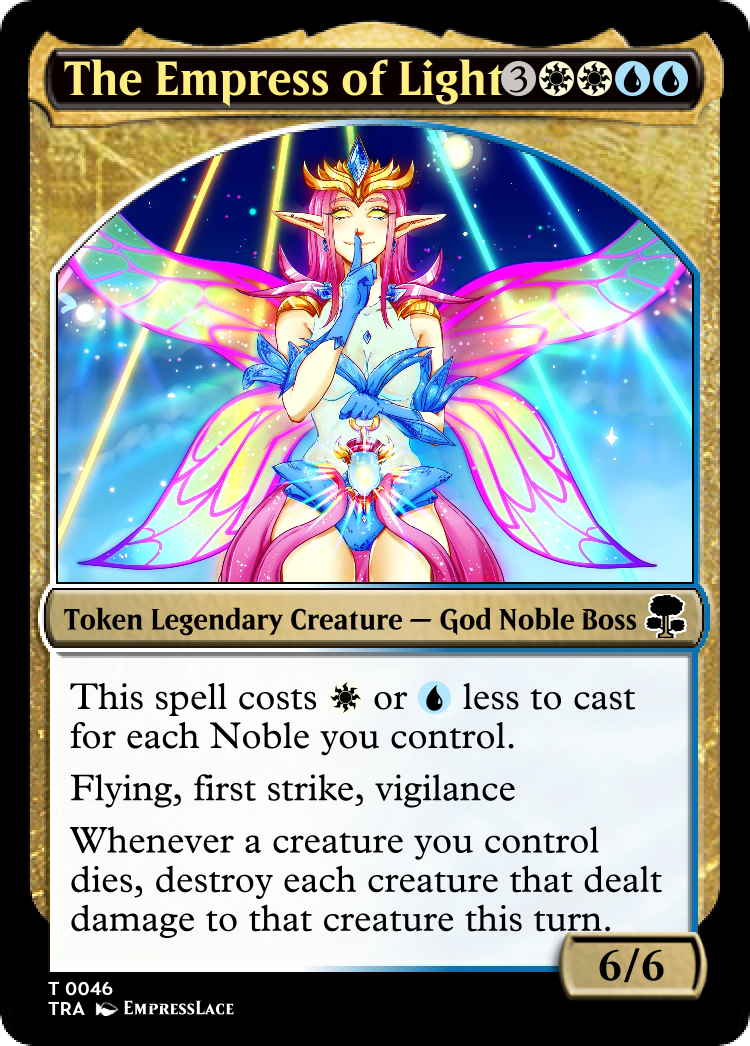 The Empress of Light 3
Token Legendary Creature — God Noble Boss
This spell costs or less to cast
for each Noble you control.
Flying, first strike, vigilance
Whenever a creature you control
dies, destroy each creature that dealt
damage to that creature this turn.
6/6
T 0046
TRA EmpressLace